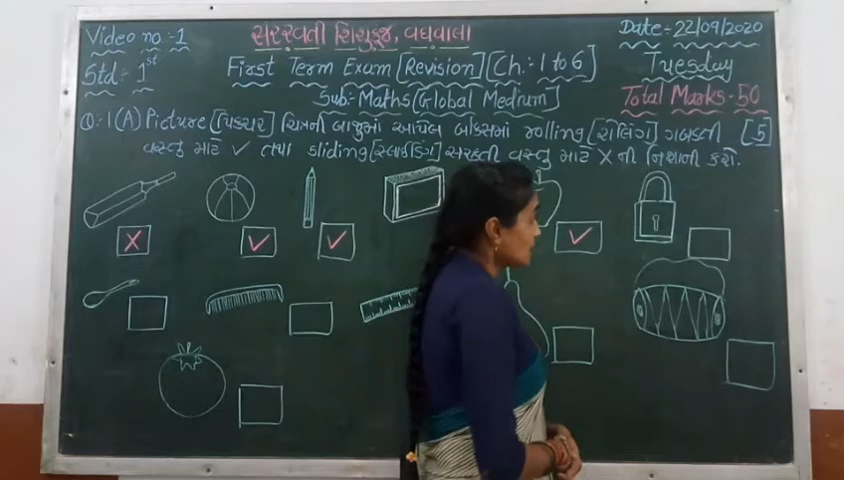 Video no :- 1
સરસ્વતી શિશુકુંજ, વઘવાલા
Date:- 22/09/2020
Std:- 1st
First Term Exam [Revision] [Ch.: 1 to 6]
Tuesday
Sub:- Maths [Global Medium]
Total Marks - 50
Q:- 1 (A) Picture [પિક્ચર] ચિત્રની બાજુમાં આપેલ બોક્સમાં rolling [રોલિંગ] ગબડતી [5]
વસ્તુ માટે ✓ તથા sliding [સ્લાઈડિંગ] સરકતી વસ્તુ માટે X ની નિશાની કરો.